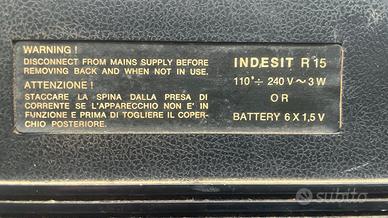 WARNING !
DISCONNECT FROM MAINS SUPPLY BEFORE
REMOVING BACK AND WHEN NOT IN USE.
ATTENZIONE !
STACCARE LA SPINA DALLA PRESA DI
CORRENTE SE L'APPARECCHIO NON E' IN
FUNZIONE E PRIMA DI TOGLIERE IL COPER-
CHIO POSTERIORE.
INDESIT R 15
110 ÷ 240 V ~ 3 W
OR
BATTERY 6 X 1,5 V
subito